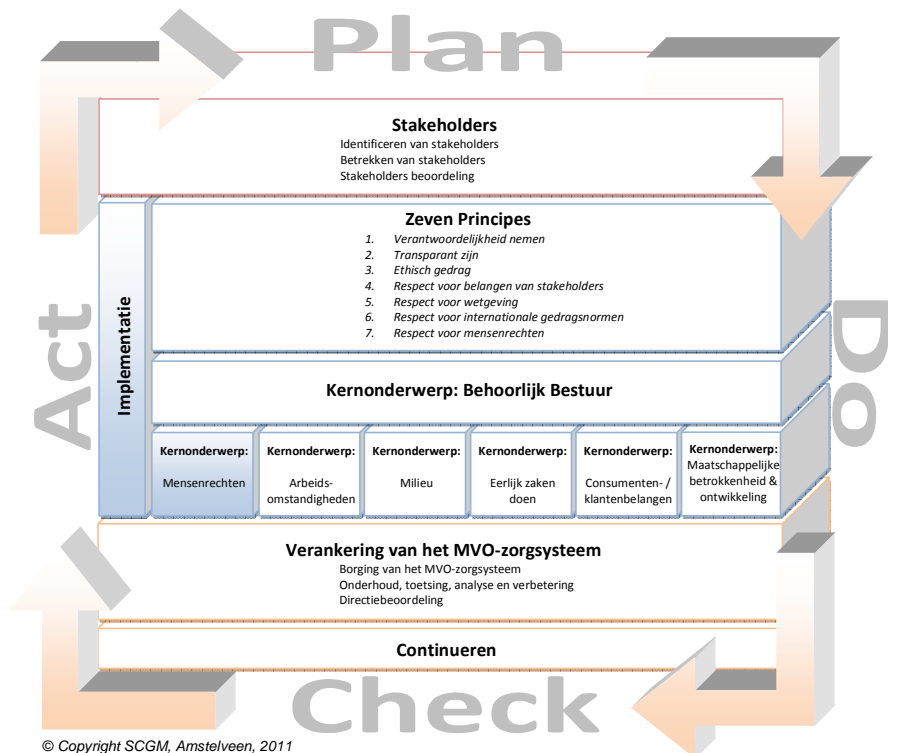 Plan
Stakeholders
Identificeren van stakeholders
Betrekken van stakeholders
Stakeholders beoordeling
Act
Implementatie
Zeven Principes
1. Verantwoordelijkheid nemen
2. Transparant zijn
3. Ethisch gedrag
4. Respect voor belangen van stakeholders
5. Respect voor wetgeving
6. Respect voor internationale gedragsnormen
7. Respect voor mensenrechten
Do
Kernonderwerp: Behoorlijk Bestuur
Kernonderwerp:
Mensenrechten
Kernonderwerp:
Arbeids-
omstandigheden
Kernonderwerp:
Milieu
Kernonderwerp:
Eerlijk zaken
doen
Kernonderwerp:
Consumenten- /
klantenbelangen
Kernonderwerp:
Maatschappelijke
betrokkenheid &
ontwikkeling
Verankering van het MVO-zorgsysteem
Borging van het MVO-zorgsysteem
Onderhoud, toetsing, analyse en verbetering
Directiebeoordeling
Continueren
Check
© Copyright SCGM, Amstelveen, 2011